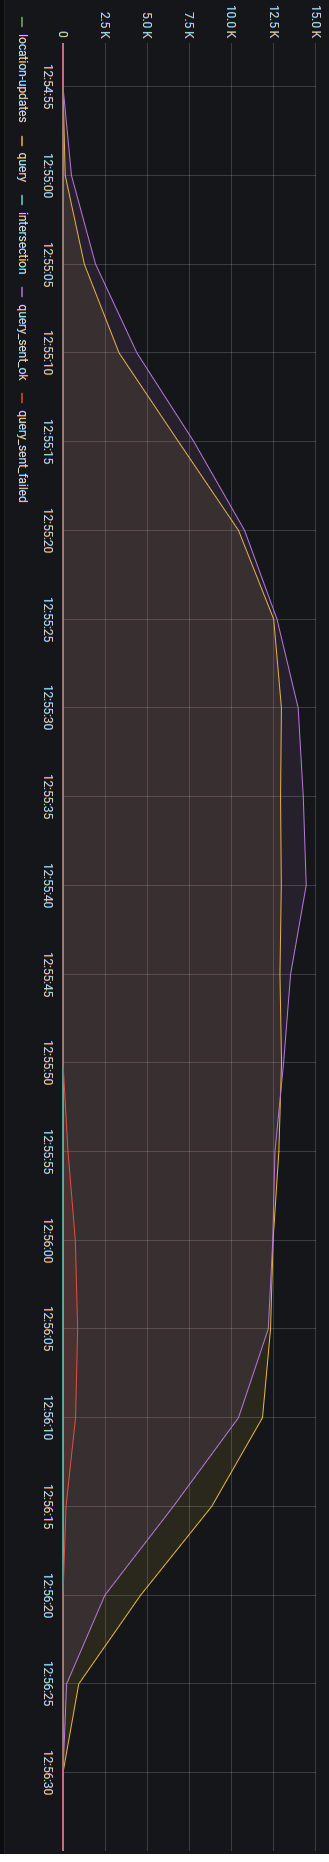 15.0 K
12.5 K
10.0 K
7.5 K
5.0 K
2.5 K
0
12:54:55 12:55:00 12:55:05 12:55:10 12:55:15 12:55:20 12:55:25 12:55:30 12:55:35 12:55:40 12:55:45 12:55:50 12:55:55 12:56:00 12:56:05 12:56:10 12:56:15 12:56:20 12:56:25 12:56:30
location-updates query intersection query_sent_ok query_sent_failed